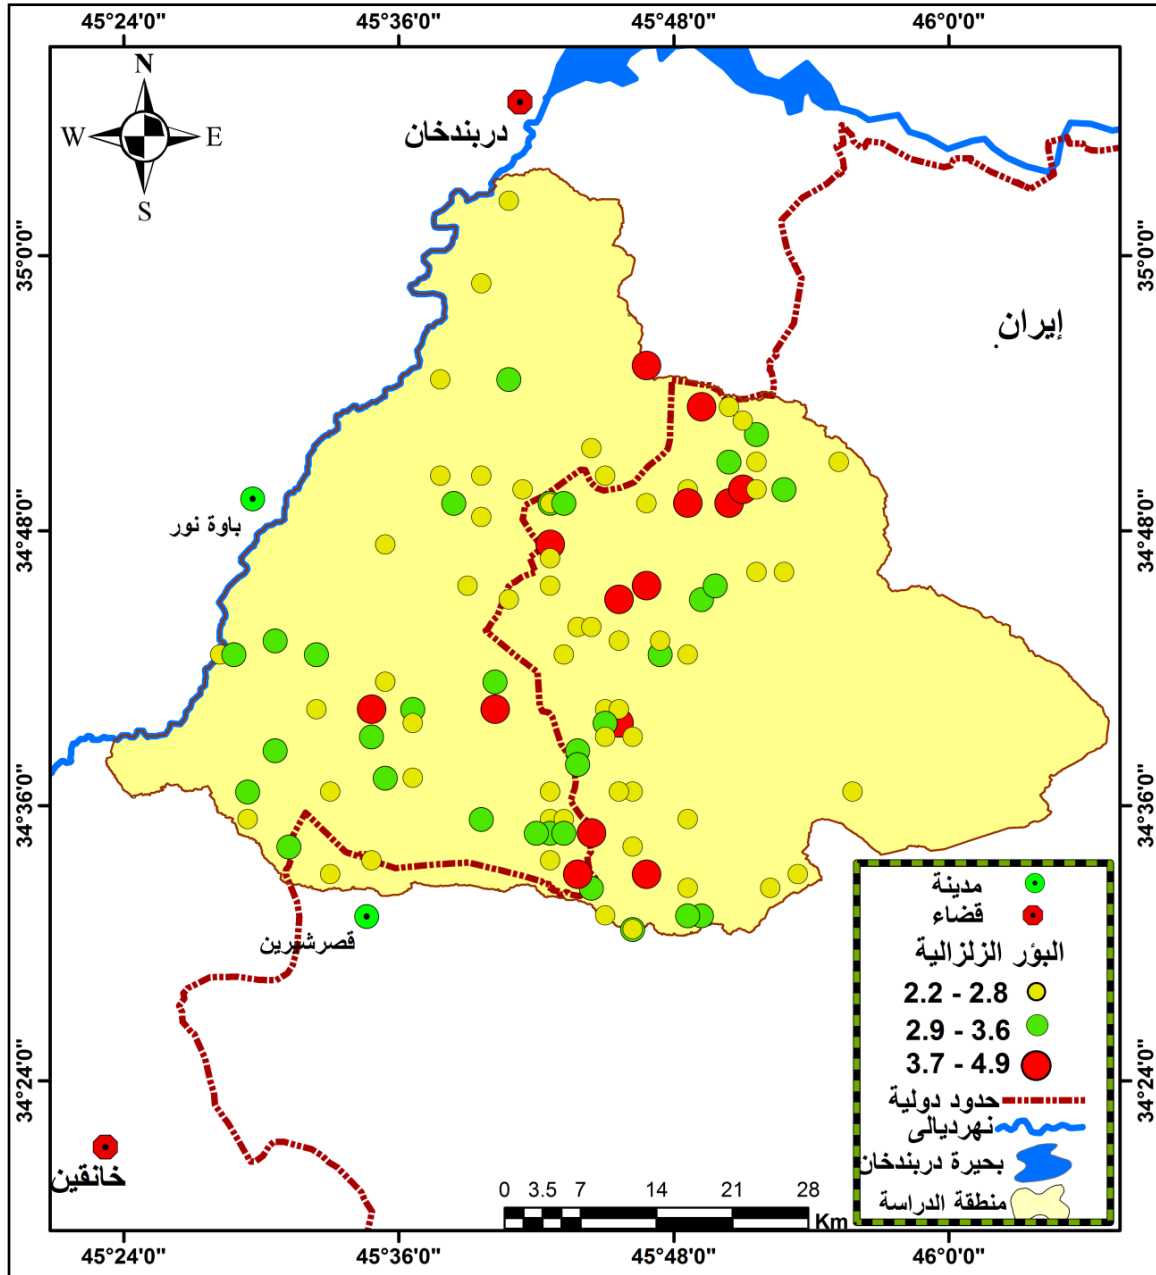 45°24'0" 45°36'0" 45°48'0" 46°0'0"
N
W E
S
دربندخان
35°0'0" 35°0'0"
إيران
باوة نور
34°48'0" 34°48'0"
34°36'0" 34°36'0"
قصرشيرين
مدينة
قضاء
البؤر الزلزالية
2.2 - 2.8
2.9 - 3.6
3.7 - 4.9
حدود دولية
نهرديالى
بحيرة دربندخان
منطقة الدراسة
34°24'0" 34°24'0"
خانقين
0 3.5 7 14 21 28
Km
45°24'0" 45°36'0" 45°48'0" 46°0'0"